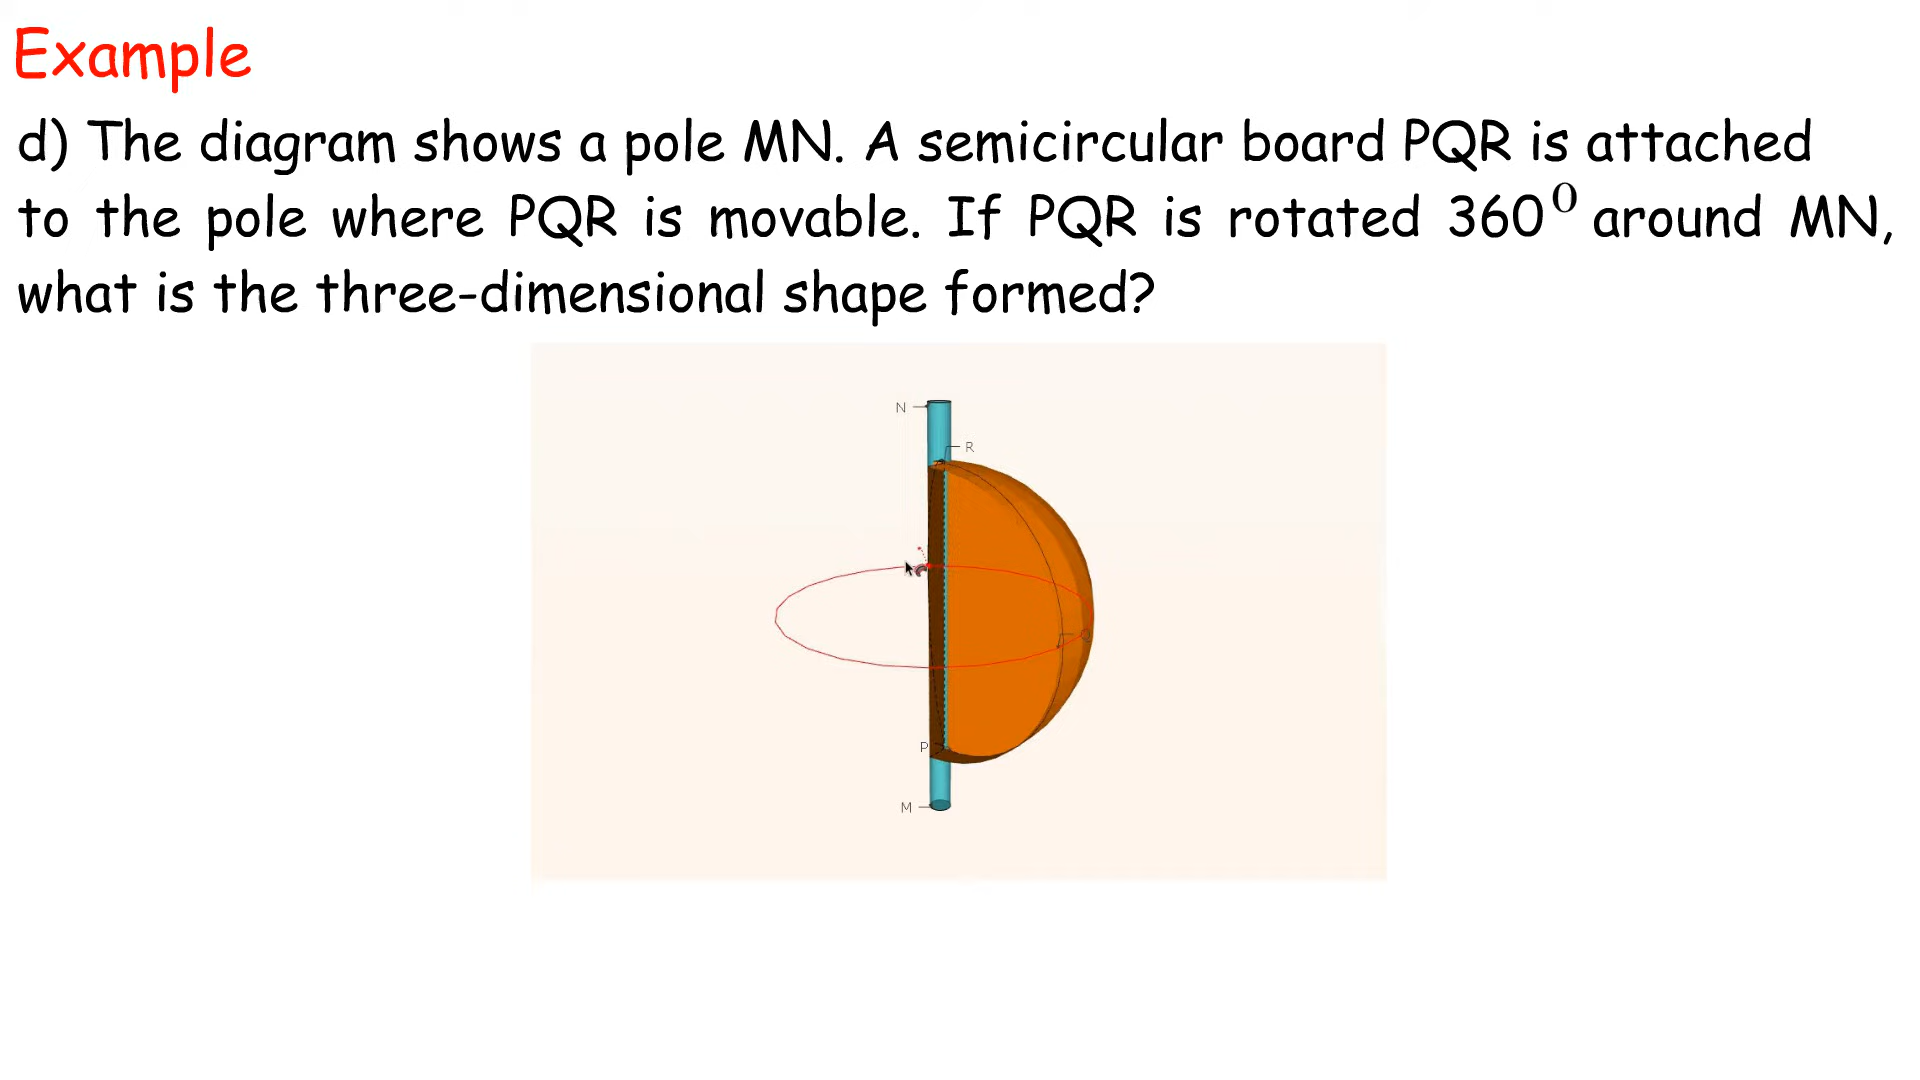 Example
d) The diagram shows a pole MN. A semicircular board PQR is attached
to the pole where PQR is movable. If PQR is rotated 360⁰ around MN,
what is the three-dimensional shape formed?
N
R
Q
P
M